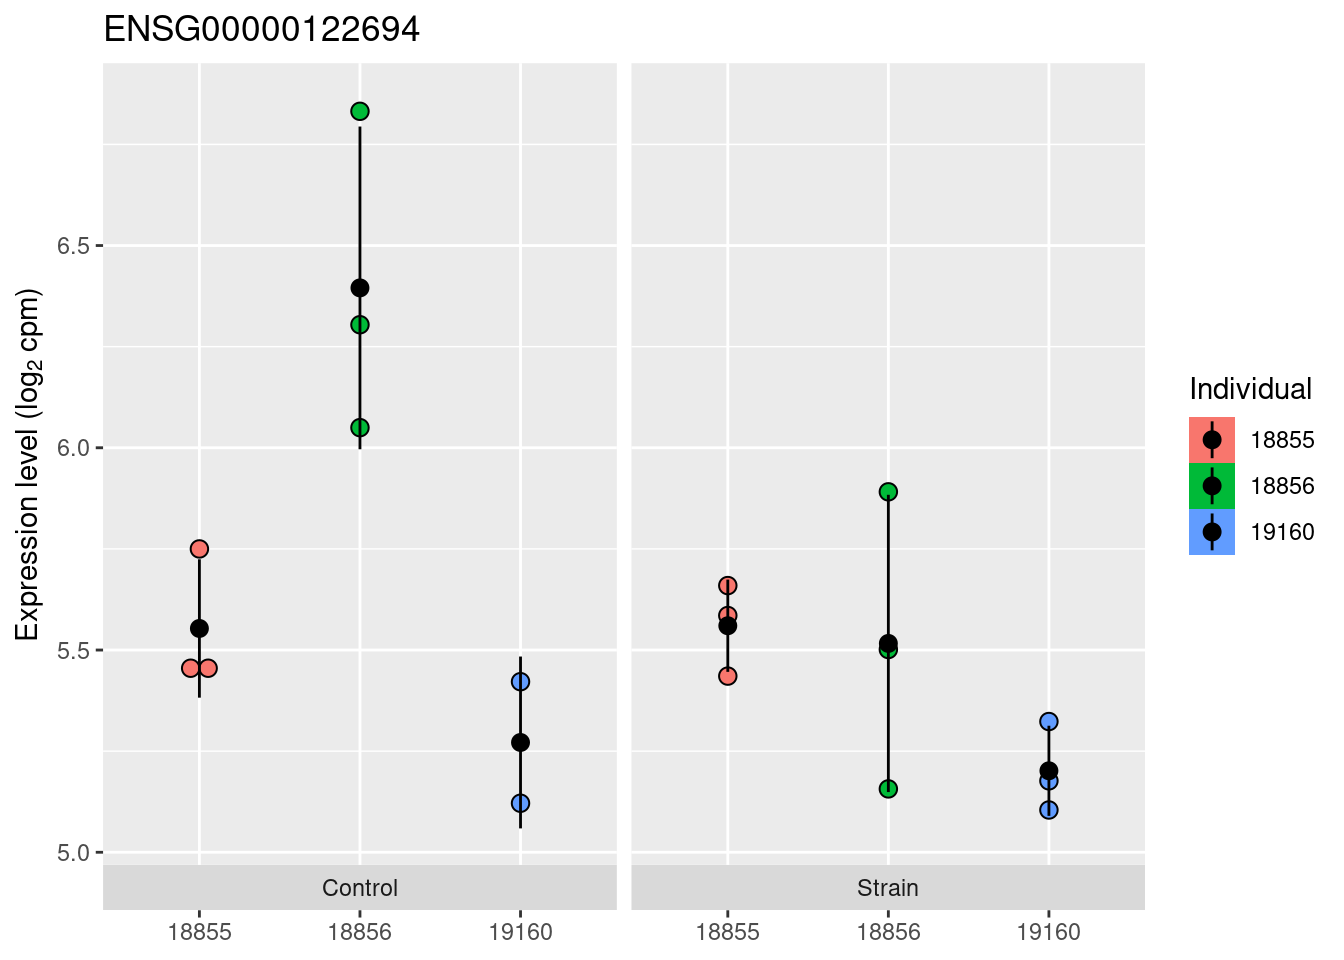 ENSG00000122694
Expression level (log₂ cpm)
6.5
6.0
5.5
5.0
Control
Strain
18855
18856
19160
18855
18856
19160
Individual
18855
18856
19160